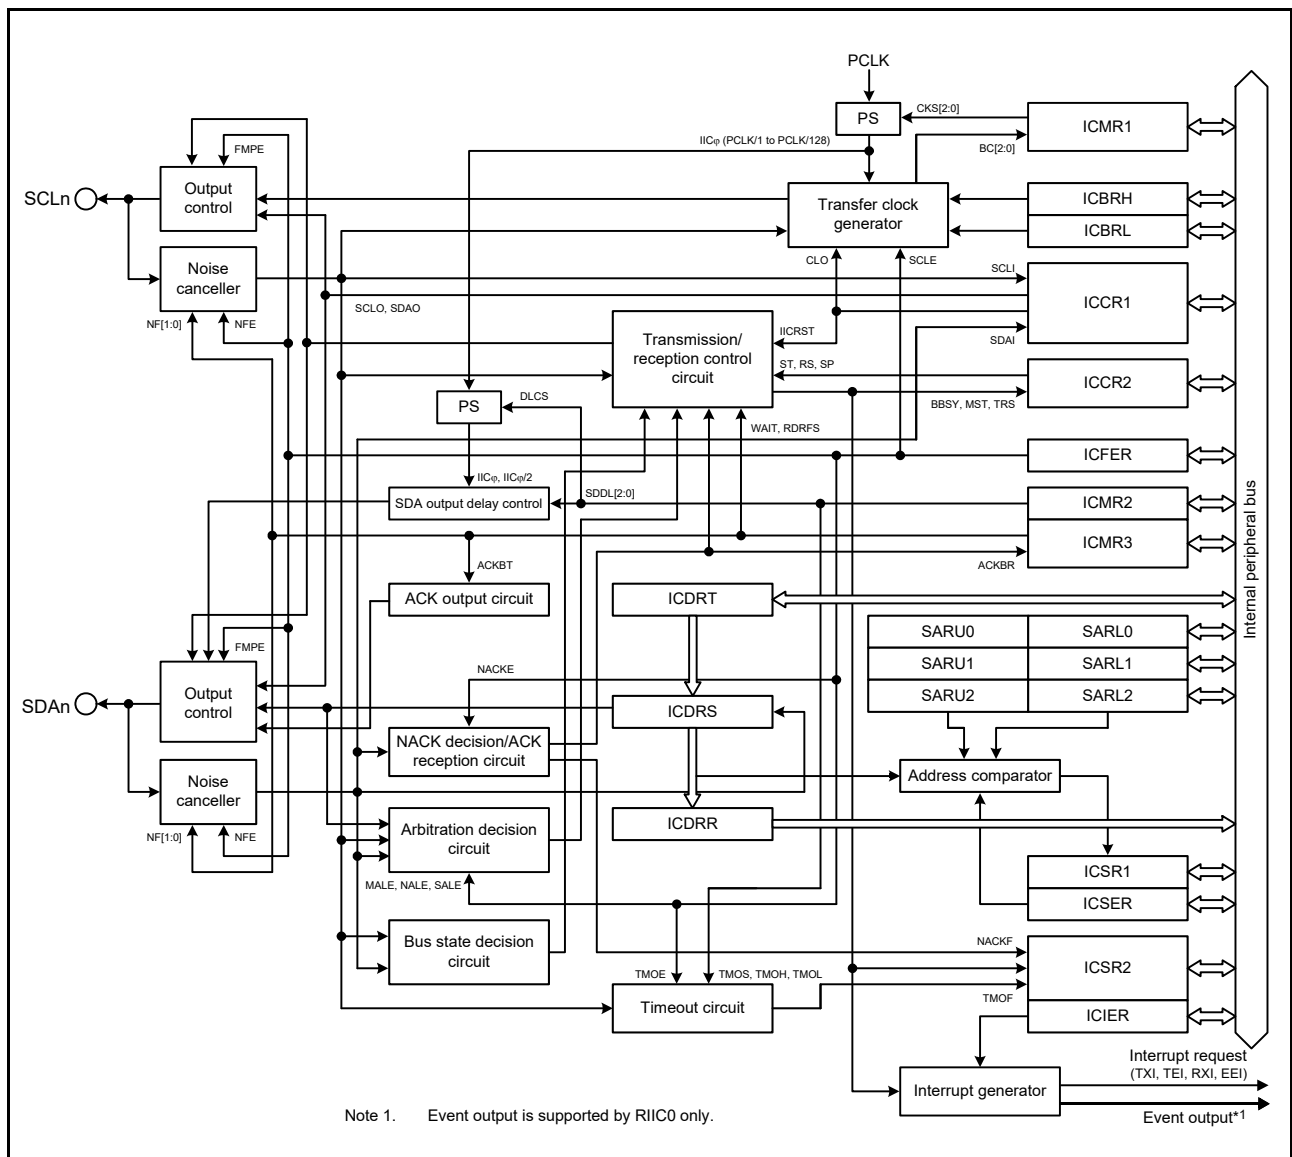 PCLK
PS
CKS[2:0]
ICMR1
IICφ (PCLK/1 to PCLK/128)
BC[2:0]
FMPE
SCLn
Output
control
Transfer clock
generator
ICBRH
ICBRL
Noise
canceller
CLO
SCLE
SCLI
ICCR1
SCLO, SDAO
NF[1:0]
NFE
Transmission/
reception control
circuit
IICRST
SDAI
ST, RS, SP
ICCR2
BBSY, MST, TRS
PS
DLCS
WAIT, RDRFS
ICFER
IICφ, IICφ/2
SDA output delay control
SDDL[2:0]
ICMR2
ICMR3
ACKBR
ACKBT
ACK output circuit
ICDRT
Internal peripheral bus
SARU0
SARL0
SARU1
SARL1
SARU2
SARL2
FMPE
SDAn
Output
control
NACKE
ICDRS
NACK decision/ACK
reception circuit
Address comparator
Noise
canceller
NF[1:0]
NFE
Arbitration decision
circuit
ICDRR
MALE, NALE, SALE
ICSR1
ICSER
Bus state decision
circuit
NACKF
ICSR2
TMOE
TMOS, TMOH, TMOL
Timeout circuit
TMOF
ICIER
Interrupt generator
Interrupt request
(TXI, TEI, RXI, EEI)
Event output*1
Note 1. Event output is supported by RIIC0 only.